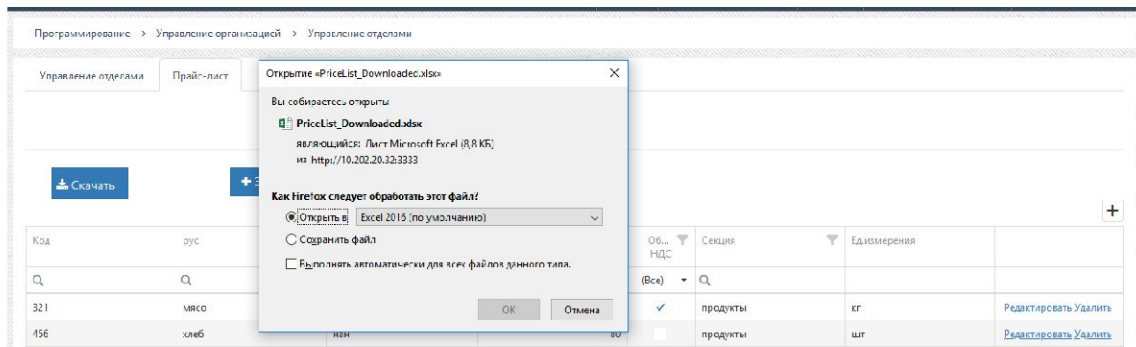 Программирование > Управление организацией > Управление отделами
Управление отделами
Прайс-лист
Открытие «PriceList_Downloaded.xlsx»
Вы собираетесь открыть:
PriceList_Downloaded.xlsx
являющийся: Лист Microsoft Excel (8,8 КБ)
из http://10.202.20.32:3333
Как Firefox следует обработать этот файл?
Открыть в Excel 2016 (по умолчанию)
Сохранить файл
Выполнять автоматически для всех файлов данного типа.
ОК Отмена
Скачать
+
Код рус Об... НДС Секция Ед.измерения
(Все)
321 мясо продукты кг Редактировать Удалить
456 хлеб нан 80 продукты шт Редактировать Удалить